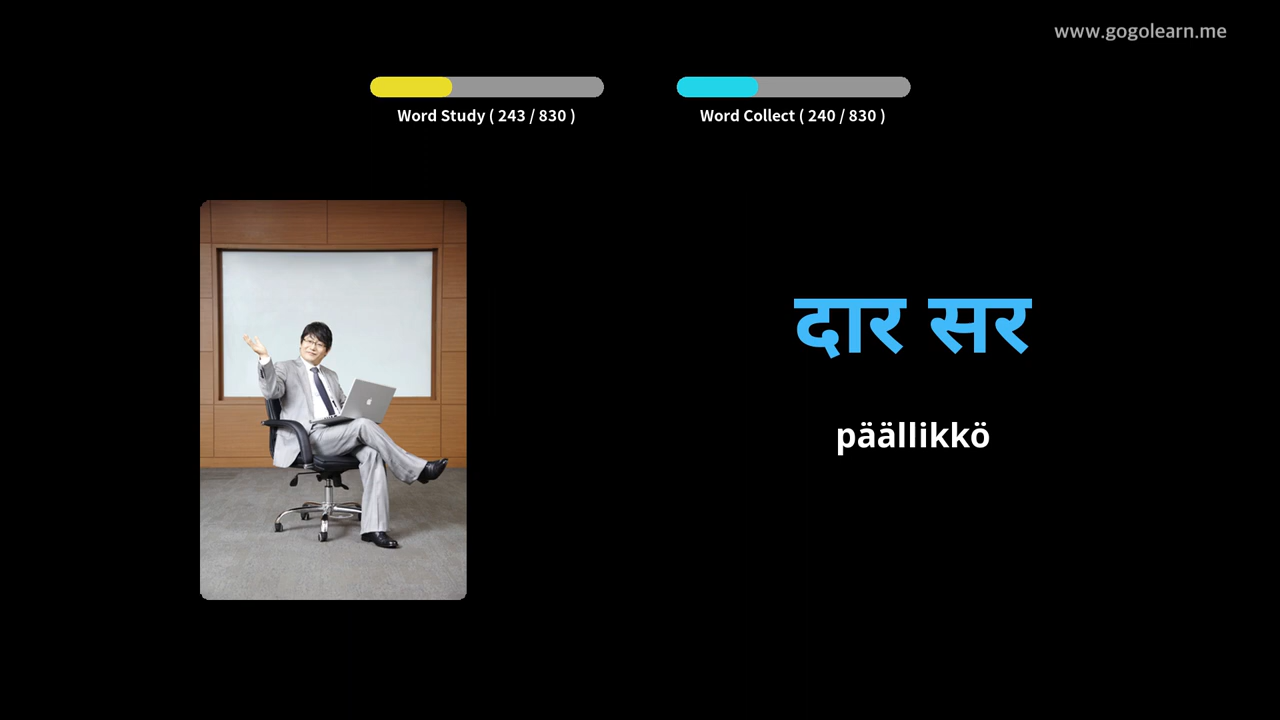 www.gogolearn.me
Word Study ( 243 / 830 )
Word Collect ( 240 / 830 )
दार सर
päällikkö